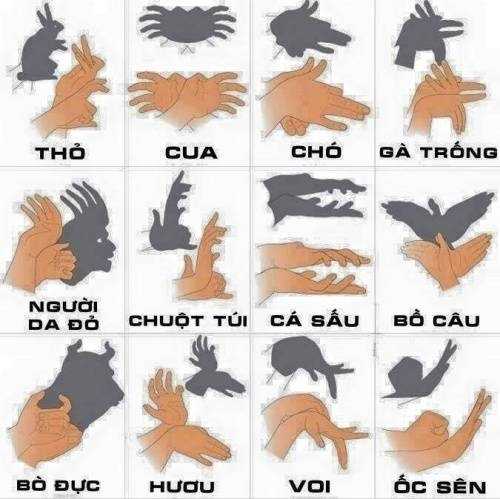 THỎ
CUA
CHÓ
GÀ TRỐNG
NGƯỜI
DA ĐỎ
CHUỘT TÚI
CÁ SẤU
BỒ CÂU
BÒ ĐỰC
HƯƠU
VOI
ỐC SÊN